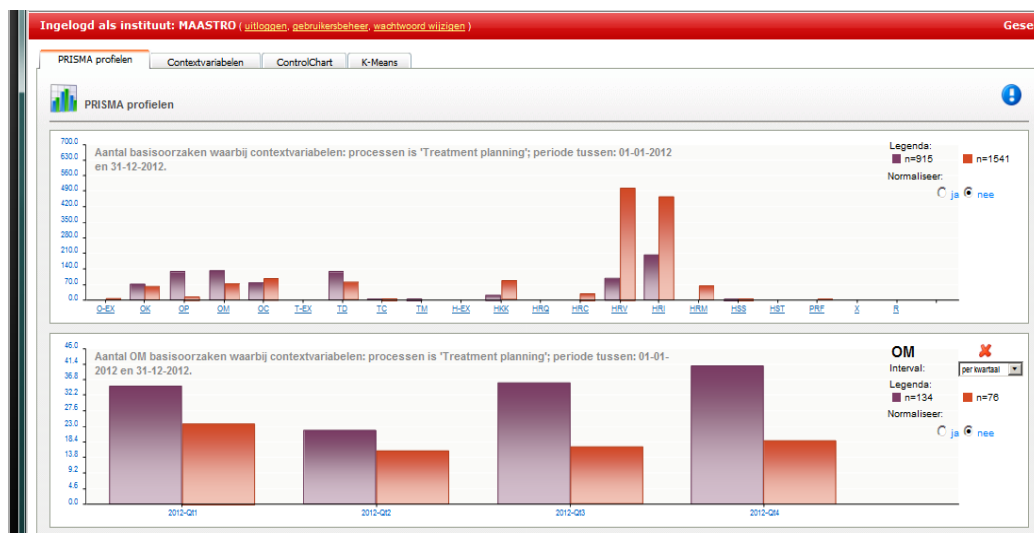 Ingelogd als instituut: MAASTRO ( uitloggen, gebruikersbeheer, wachtwoord wijzigen )
Gese
PRISMA profielen
Contextvariabelen
ControlChart
K-Means
PRISMA profielen
Aantal basisoorzaken waarbij contextvariabelen: processen is 'Treatment planning'; periode tussen: 01-01-2012
en 31-12-2012.
Legenda:
n=915 n=1541
Normaliseer:
ja nee
700.0
630.0
560.0
490.0
420.0
350.0
280.0
210.0
140.0
70.0
0.0
O-EX OK OP OM OC T-EX TD TC TM H-EX HKK HRQ HRC HRV HRI HRM HSS HST PRF X R
Aantal OM basisoorzaken waarbij contextvariabelen: processen is 'Treatment planning'; periode tussen: 01-01-
2012 en 31-12-2012.
OM
Interval: per kwartaal
Legenda:
n=134 n=76
Normaliseer:
ja nee
46.0
41.4
36.8
32.2
27.6
23.0
18.4
13.8
9.2
4.6
0.0
2012-Qt1 2012-Qt2 2012-Qt3 2012-Qt4